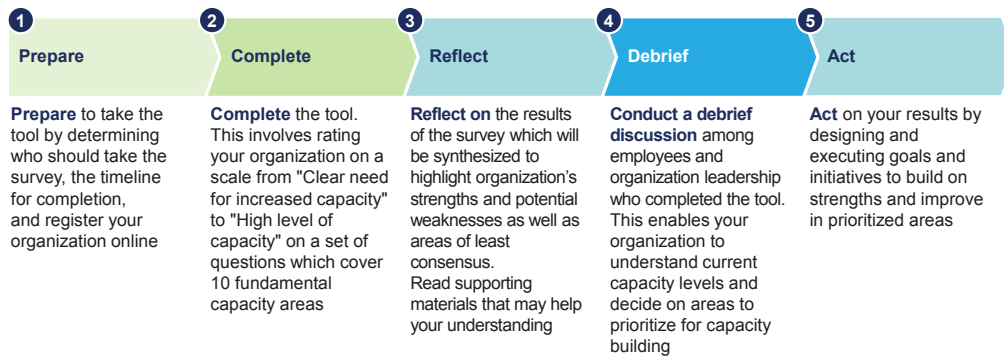 1
Prepare
Prepare to take the
tool by determining
who should take the
survey, the timeline
for completion,
and register your
organization online
2
Complete
Complete the tool.
This involves rating
your organization on a
scale from "Clear need
for increased capacity"
to "High level of
capacity" on a set of
questions which cover
10 fundamental
capacity areas
3
Reflect
Reflect on the results
of the survey which will
be synthesized to
highlight organization's
strengths and potential
weaknesses as well as
areas of least
consensus.
Read supporting
materials that may help
your understanding
4
Debrief
Conduct a debrief
discussion among
employees and
organization leadership
who completed the tool.
This enables your
organization to
understand current
capacity levels and
decide on areas to
prioritize for capacity
building
5
Act
Act on your results by
designing and
executing goals and
initiatives to build on
strengths and improve
in prioritized areas